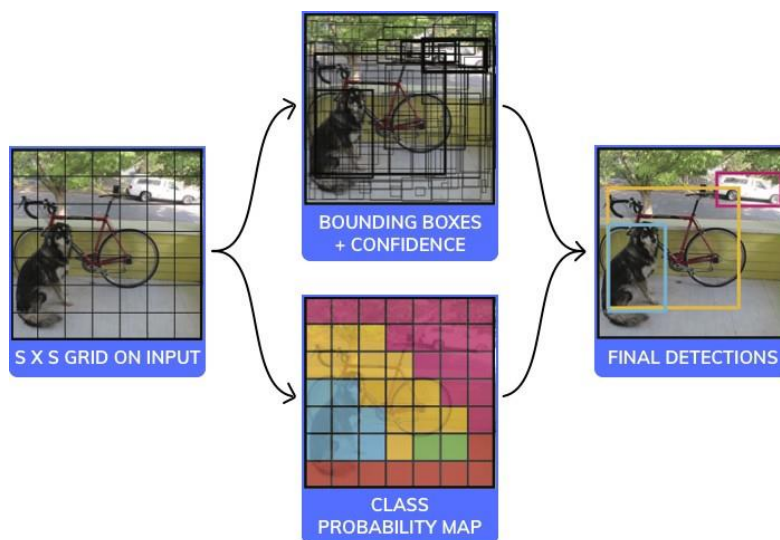 S X S GRID ON INPUT
BOUNDING BOXES
+ CONFIDENCE
CLASS
PROBABILITY MAP
FINAL DETECTIONS